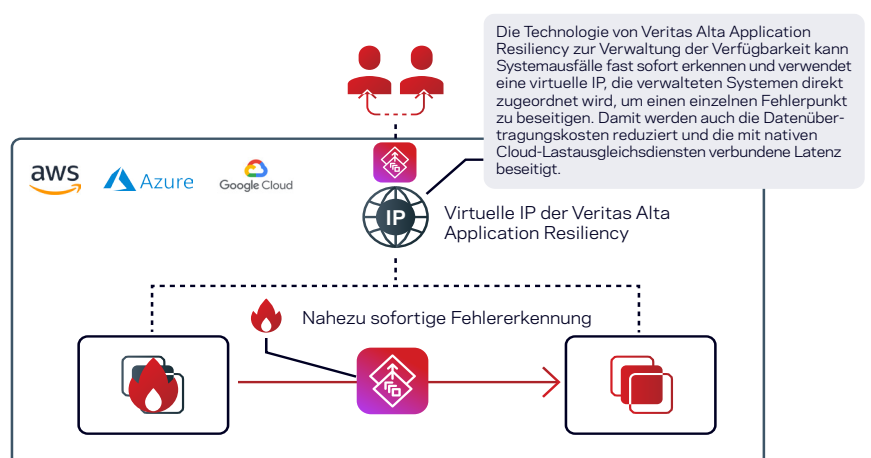 Die Technologie von Veritas Alta Application
Resiliency zur Verwaltung der Verfügbarkeit kann
Systemausfälle fast sofort erkennen und verwendet
eine virtuelle IP, die verwalteten Systemen direkt
zugeordnet wird, um einen einzelnen Fehlerpunkt
zu beseitigen. Damit werden auch die Datenüber-
tragungskosten reduziert und die mit nativen
Cloud-Lastausgleichsdiensten verbundene Latenz
beseitigt.
aws
Azure
Google Cloud
IP
Virtuelle IP der Veritas Alta
Application Resiliency
Nahezu sofortige Fehlererkennung